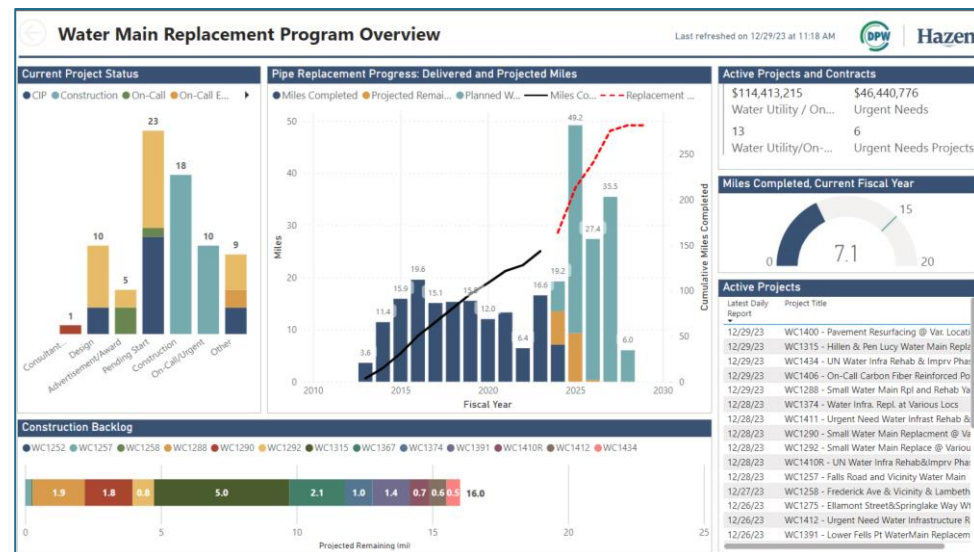 Water Main Replacement Program Overview
Last refreshed on 12/29/23 at 11:18 AM
DPW
Hazen
Current Project Status
CIP Construction On-Call On-Call E...
1
10
5
23
18
10
9
Consultant...
Design
Advertisement/Award
Pending Start
Construction
On-Call/Urgent
Other
Pipe Replacement Progress: Delivered and Projected Miles
Miles Completed Projected Remai... Planned W... Miles Co... Replacement ...
Miles
50
40
30
20
10
0
3.6
11.4
15.9
19.6
15.1
12.0
6.4
16.6
19.2
49.2
27.4
35.5
6.0
250
200
150
100
50
0
Cumulative Miles Completed
2010 2015 2020 2025 2030
Fiscal Year
Active Projects and Contracts
$114,413,215 $46,440,776
Water Utility / On... Urgent Needs
13 6
Water Utility/On-... Urgent Needs Projects
Miles Completed, Current Fiscal Year
15
7.1
0 20
Active Projects
Latest Daily Report Project Title
12/29/23 WC1400 - Pavement Resurfacing @ Var. Locati
12/29/23 WC1315 - Hillen & Pen Lucy Water Main Repla
12/29/23 WC1434 - UN Water Infra Rehab & Imprv Phas
12/29/23 WC1406 - On-Call Carbon Fiber Reinforced Po
12/29/23 WC1288 - Small Water Main Rpl and Rehab Ya
12/28/23 WC1374 - Water Infra. Repl. at Various Locs
12/28/23 WC1411 - Urgent Need Water Infrast Rehab &
12/28/23 WC1290 - Small Water Main Replacment @ Va
12/28/23 WC1292 - Small Water Main Replace @ Variou
12/28/23 WC1410R - UN Water Infra Rehab&Imprv Pha
12/28/23 WC1257 - Falls Road and Vicinity Water Main
12/27/23 WC1258 - Frederick Ave & Vicinity & Lambeth
12/26/23 WC1275 - Ellamont Street&Springlake Way W
12/26/23 WC1412 - Urgent Need Water Infrastructure R
12/26/23 WC1391 - Lower Fells Pt WaterMain Replacem
Construction Backlog
WC1252 WC1257 WC1258 WC1288 WC1290 WC1292 WC1315 WC1367 WC1374 WC1391 WC1410R WC1412 WC1434
1.9 1.8 0.8 5.0 2.1 1.0 1.4 0.7 0.6 0.5 16.0
0 5 10 15 20 25
Projected Remaining (mi)